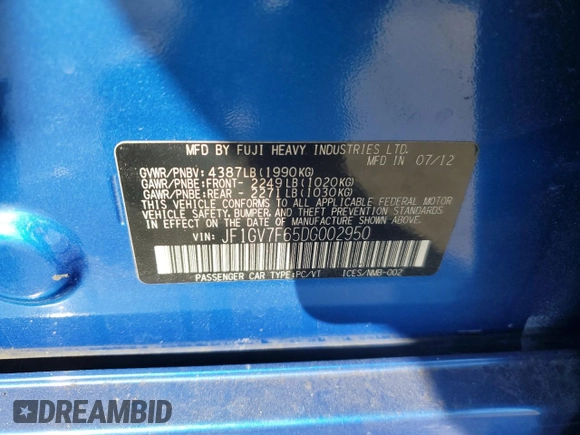 MFD BY FUJI HEAVY INDUSTRIES LTD.
MFD IN 07/12
GVWR/PNBV: 4387LB(1990KG)
GAWR/PNBE:FRONT- 2249LB(1020KG)
GAWR/PNBE:REAR - 2271LB(1030KG)
THIS VEHICLE CONFORMS TO ALL APPLICABLE FEDERAL MOTOR
VEHICLE SAFETY, BUMPER, AND THEFT PREVENTION STANDARDS
IN EFFECT ON THE DATE OF MANUFACTURE SHOWN ABOVE.
VIN: JF1GV7F65DG002950
PASSENGER CAR TYPE:PC/VT ICES/NMB-002
DREAMBID